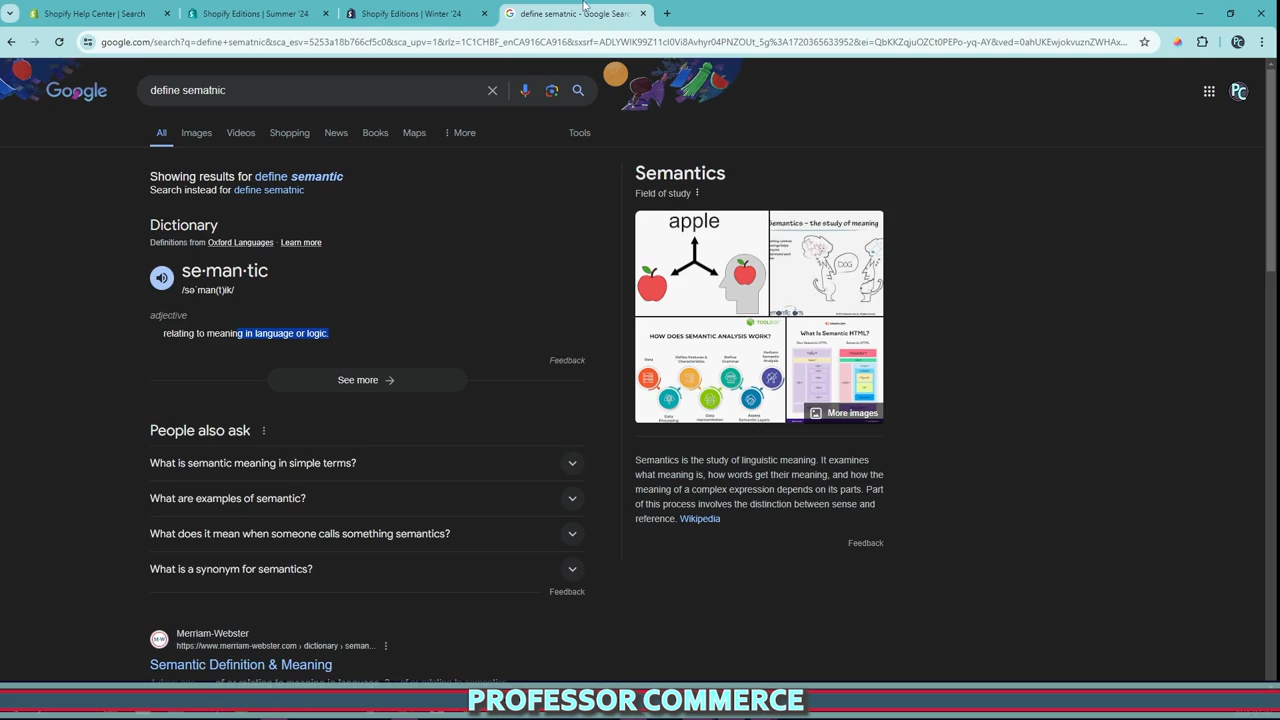 Shopify Help Center | Search
Shopify Editions | Summer '24
Shopify Editions | Winter '24
define sematnic - Google Searc
google.com/search?q=define+sematnic&sca_esv=5253a18b766cf5c0&sca_upv=1&rlz=1C1CHBF_enCA916CA916&sxsrf=
Google
define sematnic
All
Images
Videos
Shopping
News
Books
Maps
More
Tools
Showing results for define semantic
Search instead for define sematnic
Dictionary
Definitions from Oxford Languages · Learn more
se·man·tic
/səˈman(t)ik/
adjective
relating to meaning in language or logic.
Feedback
See more
People also ask
What is semantic meaning in simple terms?
What are examples of semantic?
What does it mean when someone calls something semantics?
What is a synonym for semantics?
Feedback
Merriam-Webster
https://www.merriam-webster.com › dictionary › seman...
Semantic Definition & Meaning
Semantics
Field of study
apple
Semantics – the study of meaning
DOG
HOW DOES SEMANTIC ANALYSIS WORK?
What Is Semantic HTML?
More images
Semantics is the study of linguistic meaning. It examines
what meaning is, how words get their meaning, and how the
meaning of a complex expression depends on its parts. Part
of this process involves the distinction between sense and
reference. Wikipedia
Feedback
PROFESSOR COMMERCE